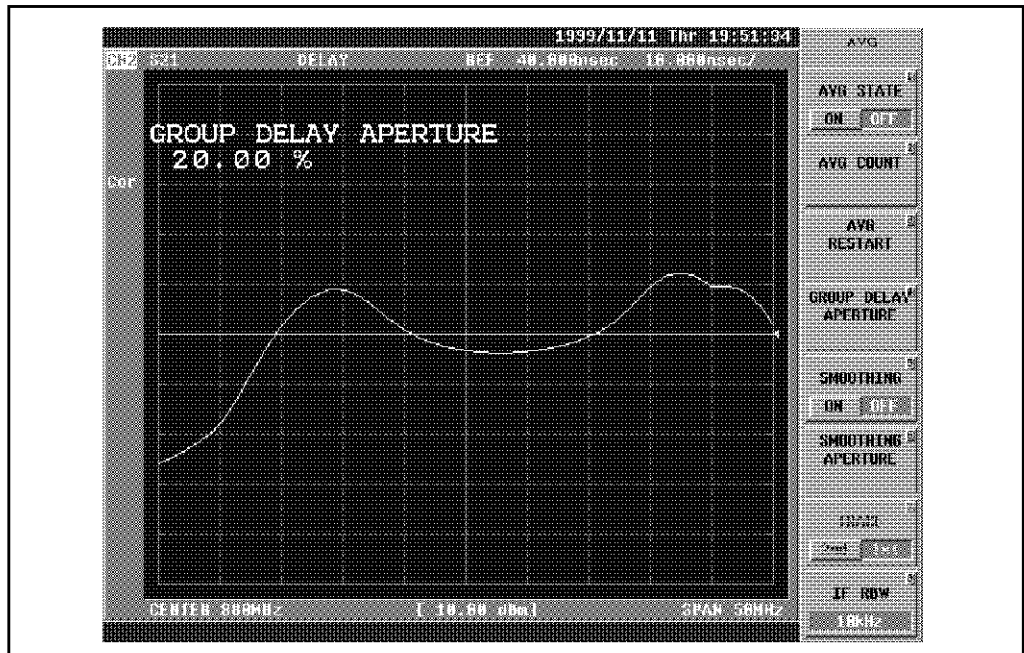 1999/11/11 Thr 19:51:34
CH2 S21 DELAY REF 40.000nsec 10.000nsec/
GROUP DELAY APERTURE
20.00 %
Cor
CENTER 880MHz [ 10.00 dBm] SPAN 50MHz
AVG
AVG STATE
ON OFF
AVG COUNT
AVG
RESTART
GROUP DELAY
APERTURE
SMOOTHING
ON OFF
SMOOTHING
APERTURE
IF RBW
10kHz